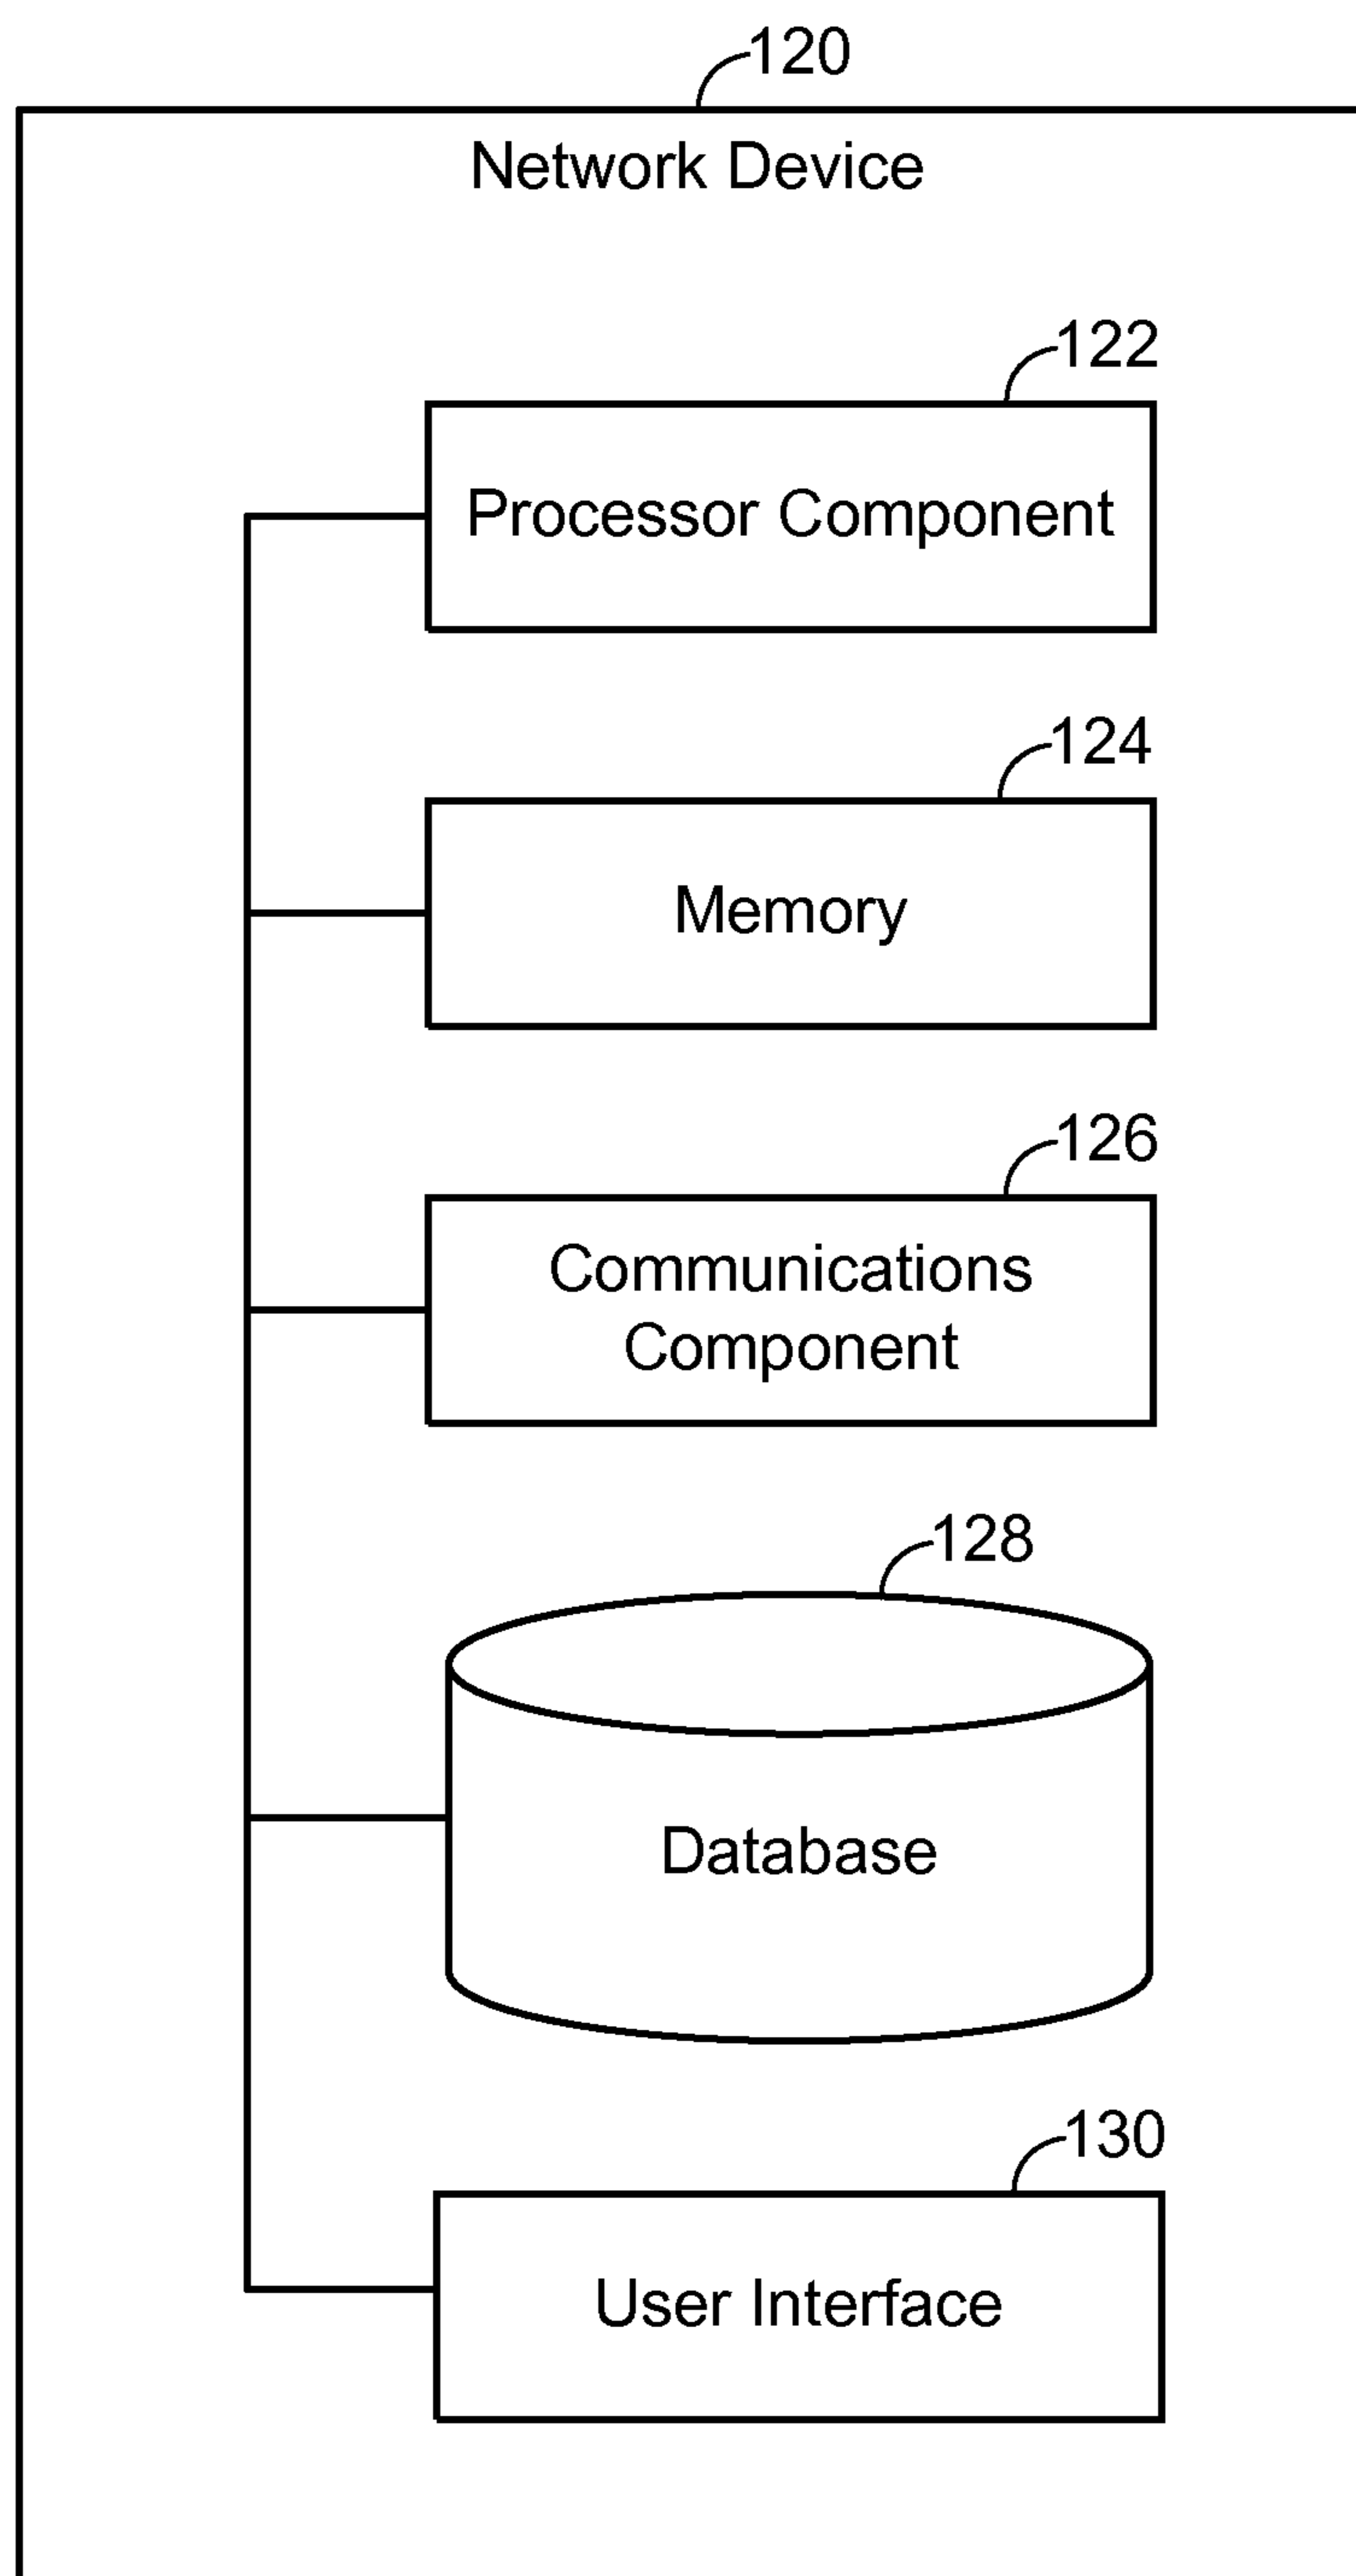 120
Network Device
122
Processor Component
124
Memory
126
Communications
Component
128
Database
130
User Interface